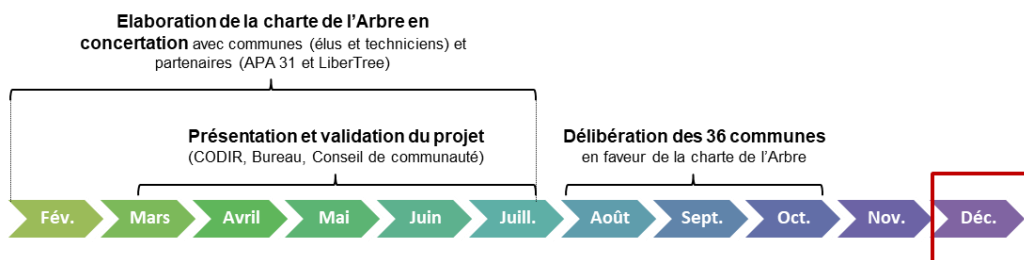 Elaboration de la charte de l’Arbre en
concertation avec communes (élus et techniciens) et
partenaires (APA 31 et LiberTree)
Présentation et validation du projet
(CODIR, Bureau, Conseil de communauté)
Délibération des 36 communes
en faveur de la charte de l’Arbre
Fév. Mars Avril Mai Juin Juill. Août Sept. Oct. Nov. Déc.